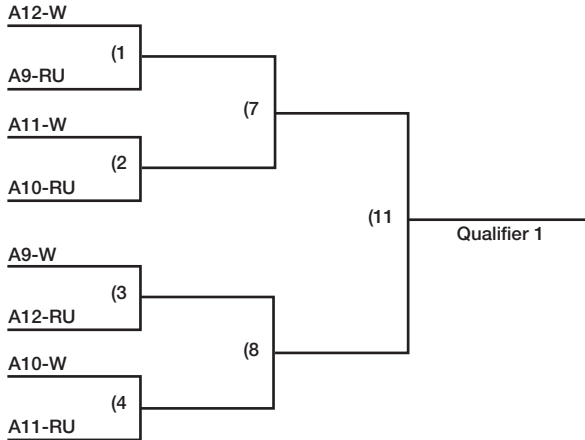 A12-W
(1
A9-RU
(7
A11-W
(2
A10-RU
(11
Qualifier 1
A9-W
(3
A12-RU
(8
A10-W
(4
A11-RU